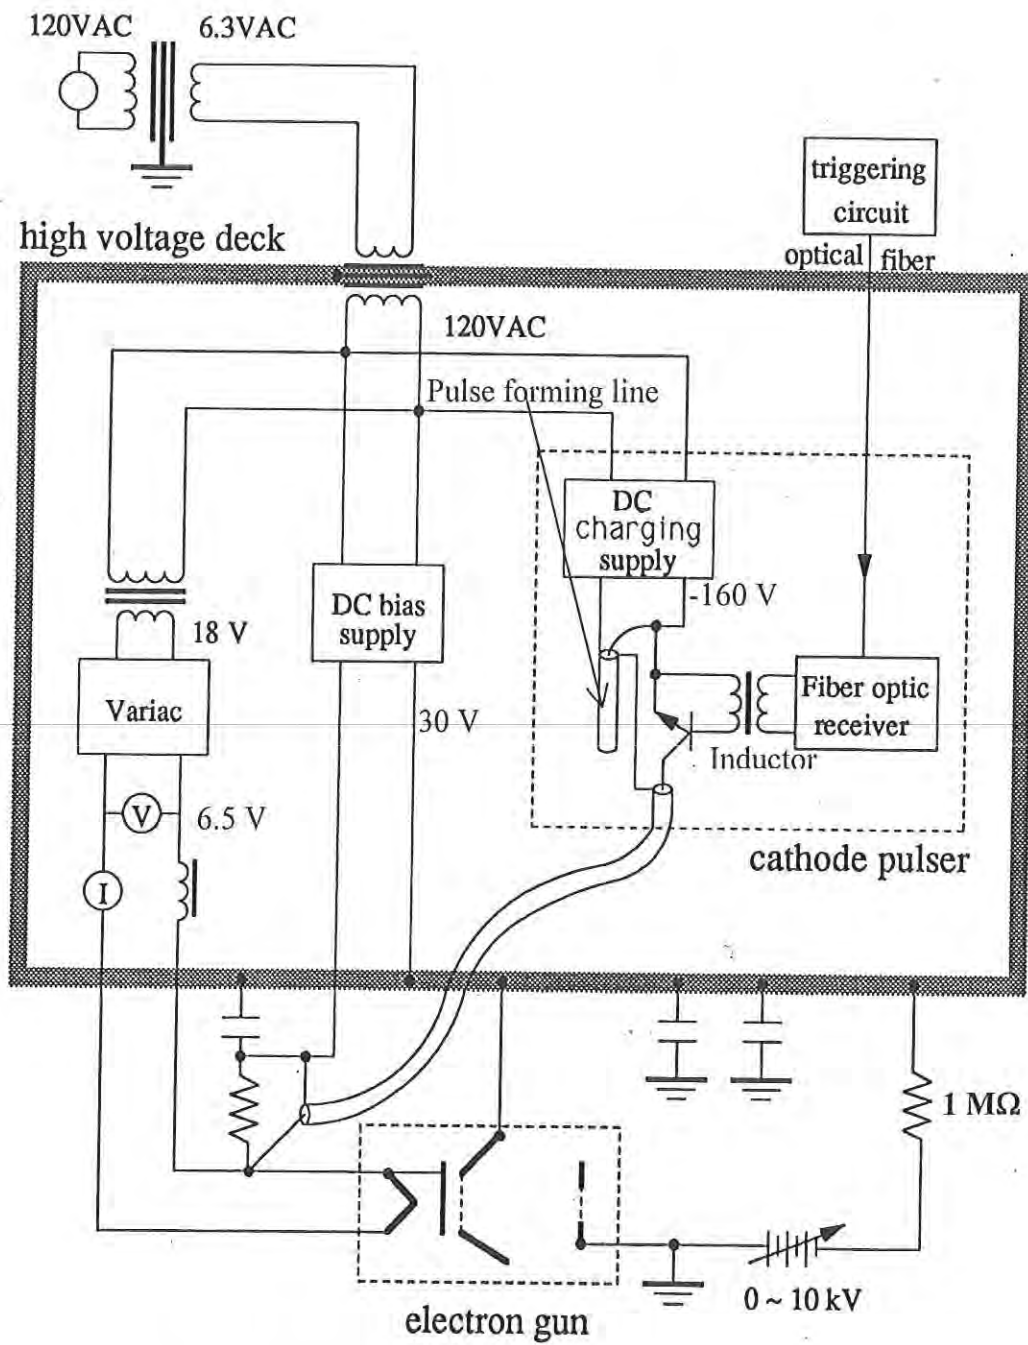 120VAC 6.3VAC
triggering
circuit
high voltage deck
optical fiber
120VAC
Pulse forming line
DC
charging
supply
-160 V
DC bias
supply
18 V
Variac
Fiber optic
receiver
30 V
Inductor
V
6.5 V
cathode pulser
I
1 MΩ
0 ~ 10 kV
electron gun